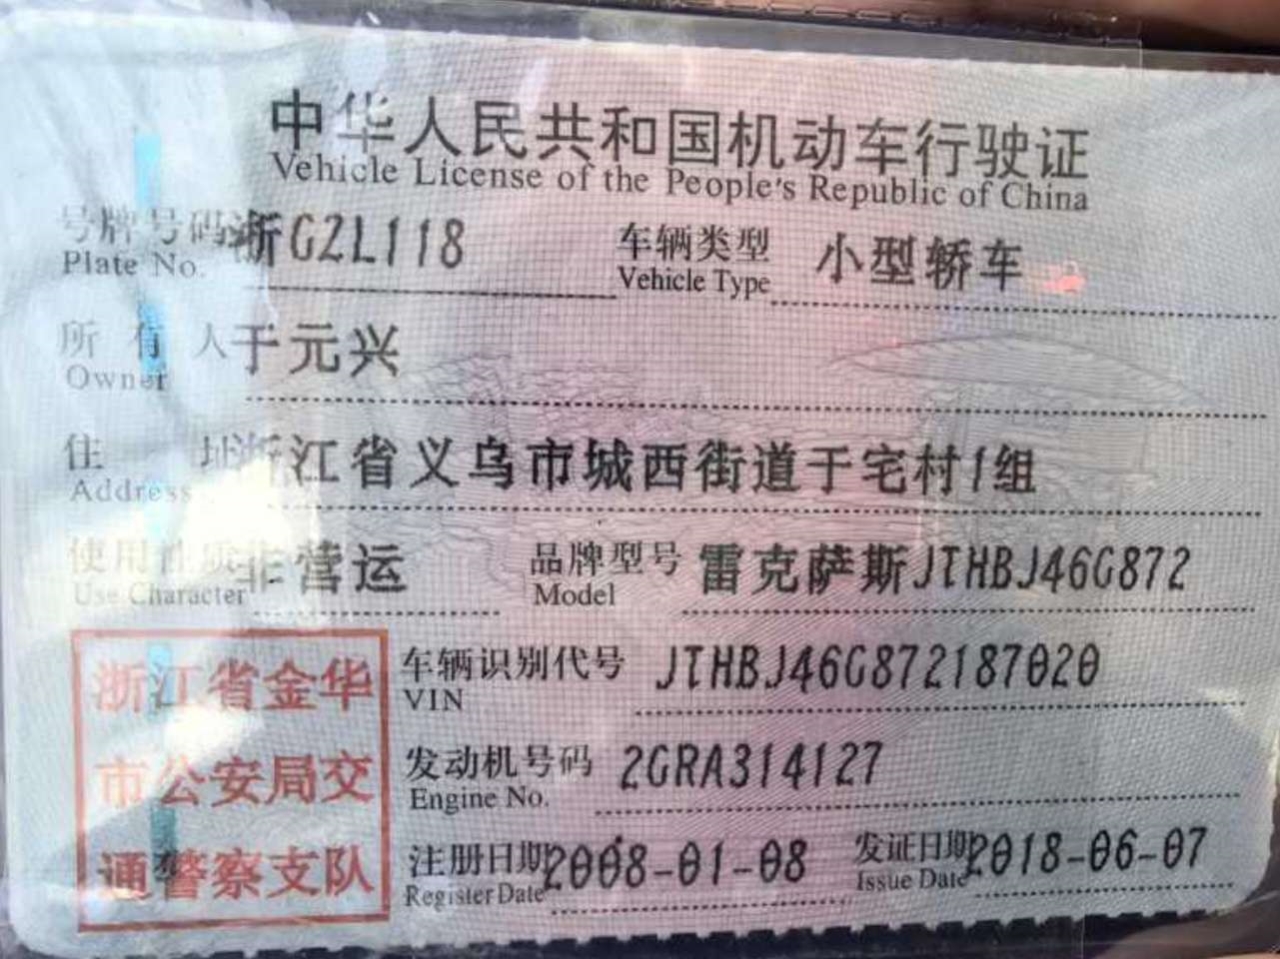 中华人民共和国机动车行驶证
Vehicle License of the People's Republic of China
号牌号码 浙G2L118 车辆类型 小型轿车
Plate No. Vehicle Type
所有人 于元兴
Owner
住址 浙江省义乌市城西街道于宅村1组
Address
使用性质 非营运 品牌型号 雷克萨斯JTHBJ46G872
Use Character Model
浙江省金华
市公安局交
通警察支队
车辆识别代号 JTHBJ46G872187020
VIN
发动机号码 2GRA314127
Engine No.
注册日期 2008-01-08 发证日期 2018-06-07
Register Date Issue Date